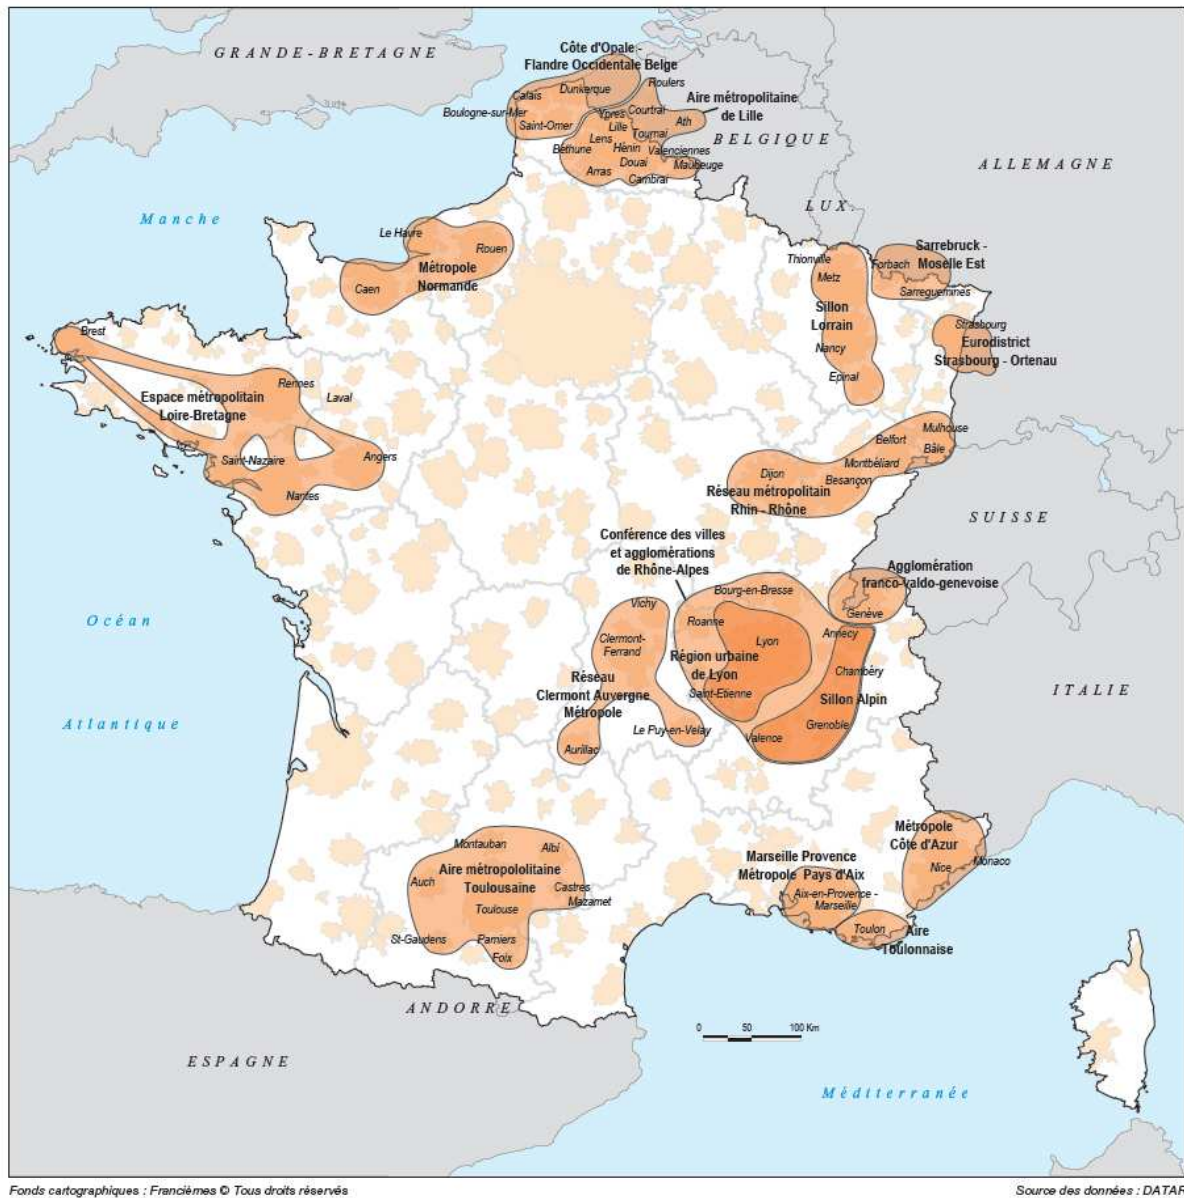 GRANDE-BRETAGNE
Côte d'Opale -
Flandre Occidentale Belge
Dunkerque
Calais
Boulogne-sur-Mer
Saint-Omer
Roulers
Aire métropolitaine
de Lille
Ypres
Courtrai
Ath
Lille
Tournai
Lens
Béthune
Hénin
Valenciennes
Douai
Maubeuge
Arras
Cambrai
BELGIQUE
ALLEMAGNE
LUX.
Manche
Le Havre
Rouen
Caen
Métropole
Normande
Thionville
Metz
Sillon
Lorrain
Nancy
Epinal
Sarrebruck -
Moselle Est
Forbach
Sarreguemines
Strasbourg
Eurodistrict
Strasbourg - Ortenau
Brest
Rennes
Laval
Espace métropolitain
Loire-Bretagne
Saint-Nazaire
Angers
Nantes
Mulhouse
Belfort
Bâle
Montbéliard
Dijon
Besançon
Réseau métropolitain
Rhin - Rhône
SUISSE
Conférence des villes
et agglomérations
de Rhône-Alpes
Agglomération
franco-valdo-genevoise
Genève
Bourg-en-Bresse
Vichy
Roanne
Annecy
Clermont-
Ferrand
Lyon
Région urbaine
de Lyon
Chambéry
Réseau
Clermont Auvergne
Métropole
Saint-Etienne
Sillon Alpin
Grenoble
Le Puy-en-Velay
Valence
Aurillac
Océan
Atlantique
ITALIE
Montauban
Albi
Aire métropololitaine
Toulousaine
Auch
Castres
Mazamet
Toulouse
St-Gaudens
Pamiers
Foix
Métropole
Côte d'Azur
Nice
Monaco
Marseille Provence
Métropole Pays d'Aix
Aix-en-Provence -
Marseille
Toulon
Aire
Toulonnaise
ANDORRE
ESPAGNE
0 50 100 Km
Méditerranée
Fonds cartographiques : Francièmes © Tous droits réservés
Source des données : DATAR